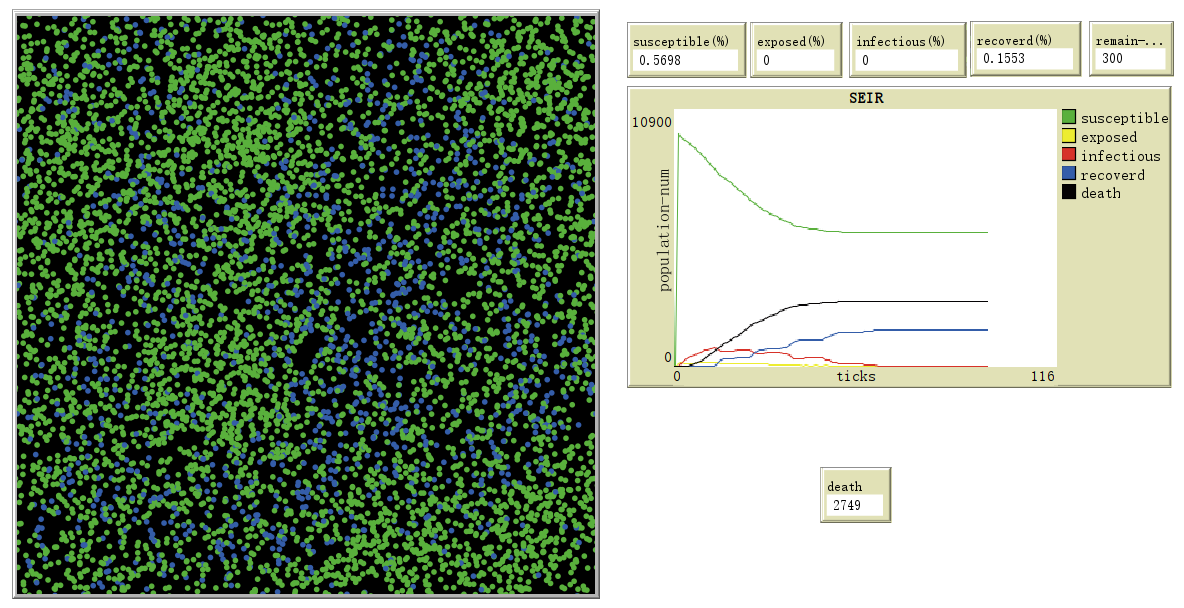 susceptible(%)
0.5698
exposed(%)
0
infectious(%)
0
recoverd(%)
0.1553
remain-...
300
SEIR
10900
population-num
0
0
ticks
116
susceptible
exposed
infectious
recoverd
death
death
2749